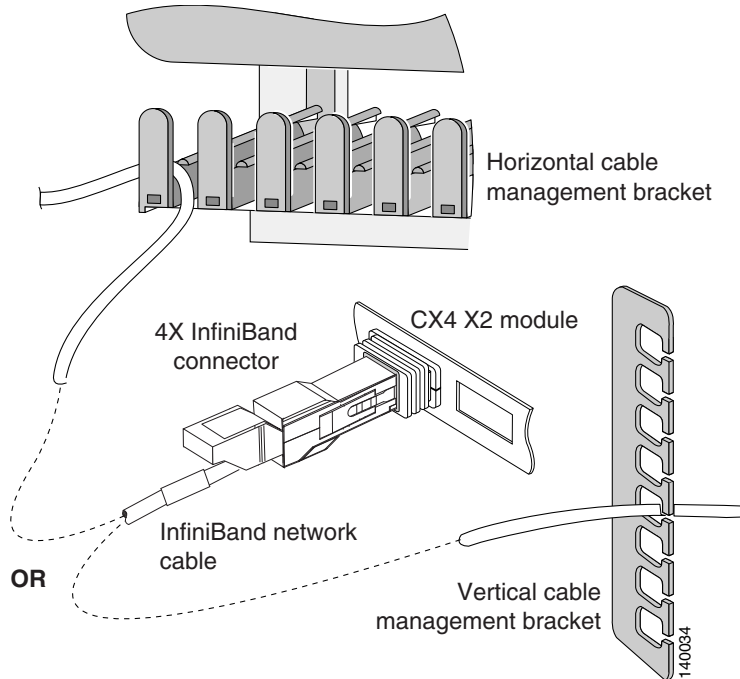 Horizontal cable
management bracket
4X InfiniBand
connector
CX4 X2 module
InfiniBand network
cable
OR
Vertical cable
management bracket
140034